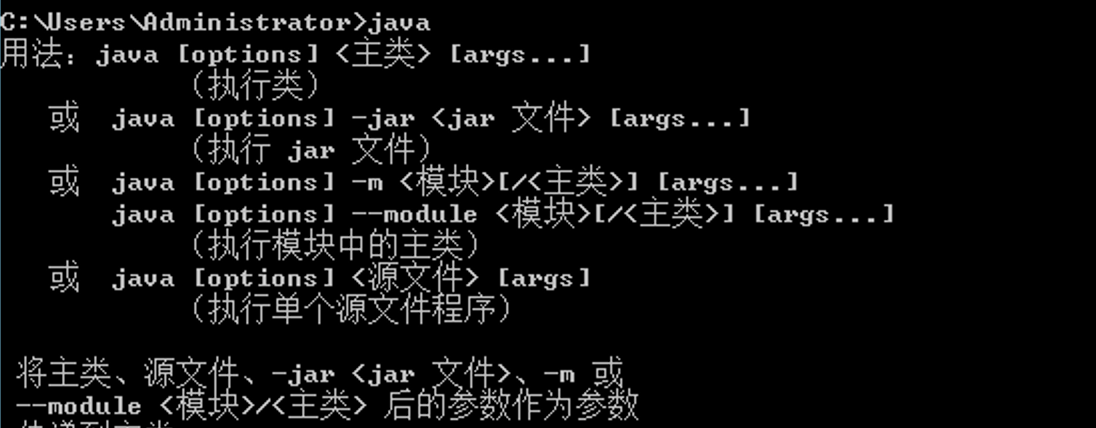 C:\Users\Administrator>java
用法：java [options] <主类> [args...]
（执行类）
或 java [options] -jar <jar 文件> [args...]
（执行 jar 文件）
或 java [options] -m <模块>[/<主类>] [args...]
java [options] --module <模块>[/<主类>] [args...]
（执行模块中的主类）
或 java [options] <源文件> [args]
（执行单个源文件程序）
将主类、源文件、-jar <jar 文件>、-m 或
--module <模块>/<主类> 后的参数作为参数